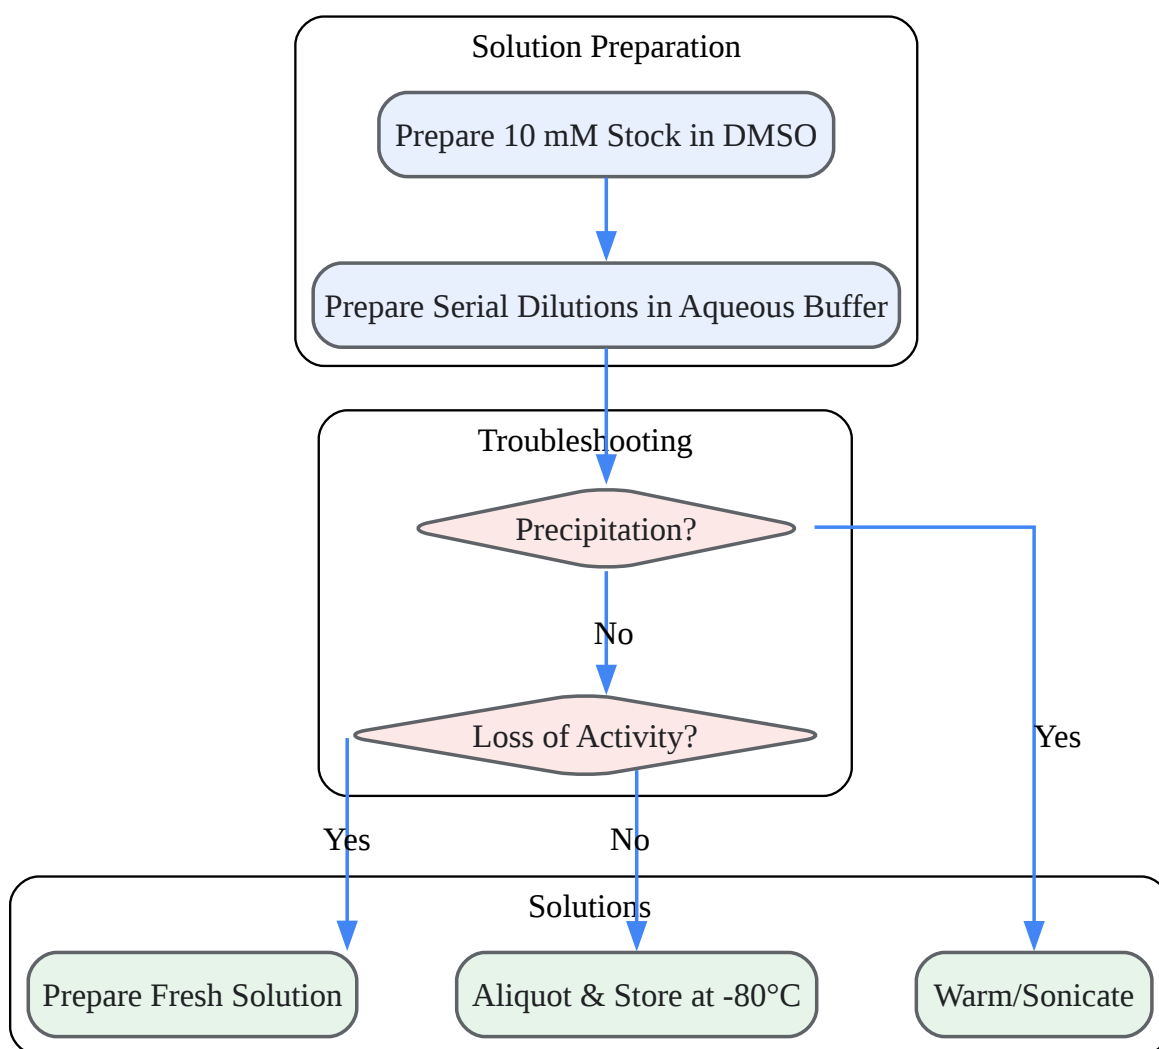 Solution Preparation
Prepare 10 mM Stock in DMSO
Prepare Serial Dilutions in Aqueous Buffer
Troubleshooting
Precipitation?
No
Loss of Activity?
Yes
Yes
No
Solutions
Prepare Fresh Solution
Aliquot & Store at -80°C
Warm/Sonicate